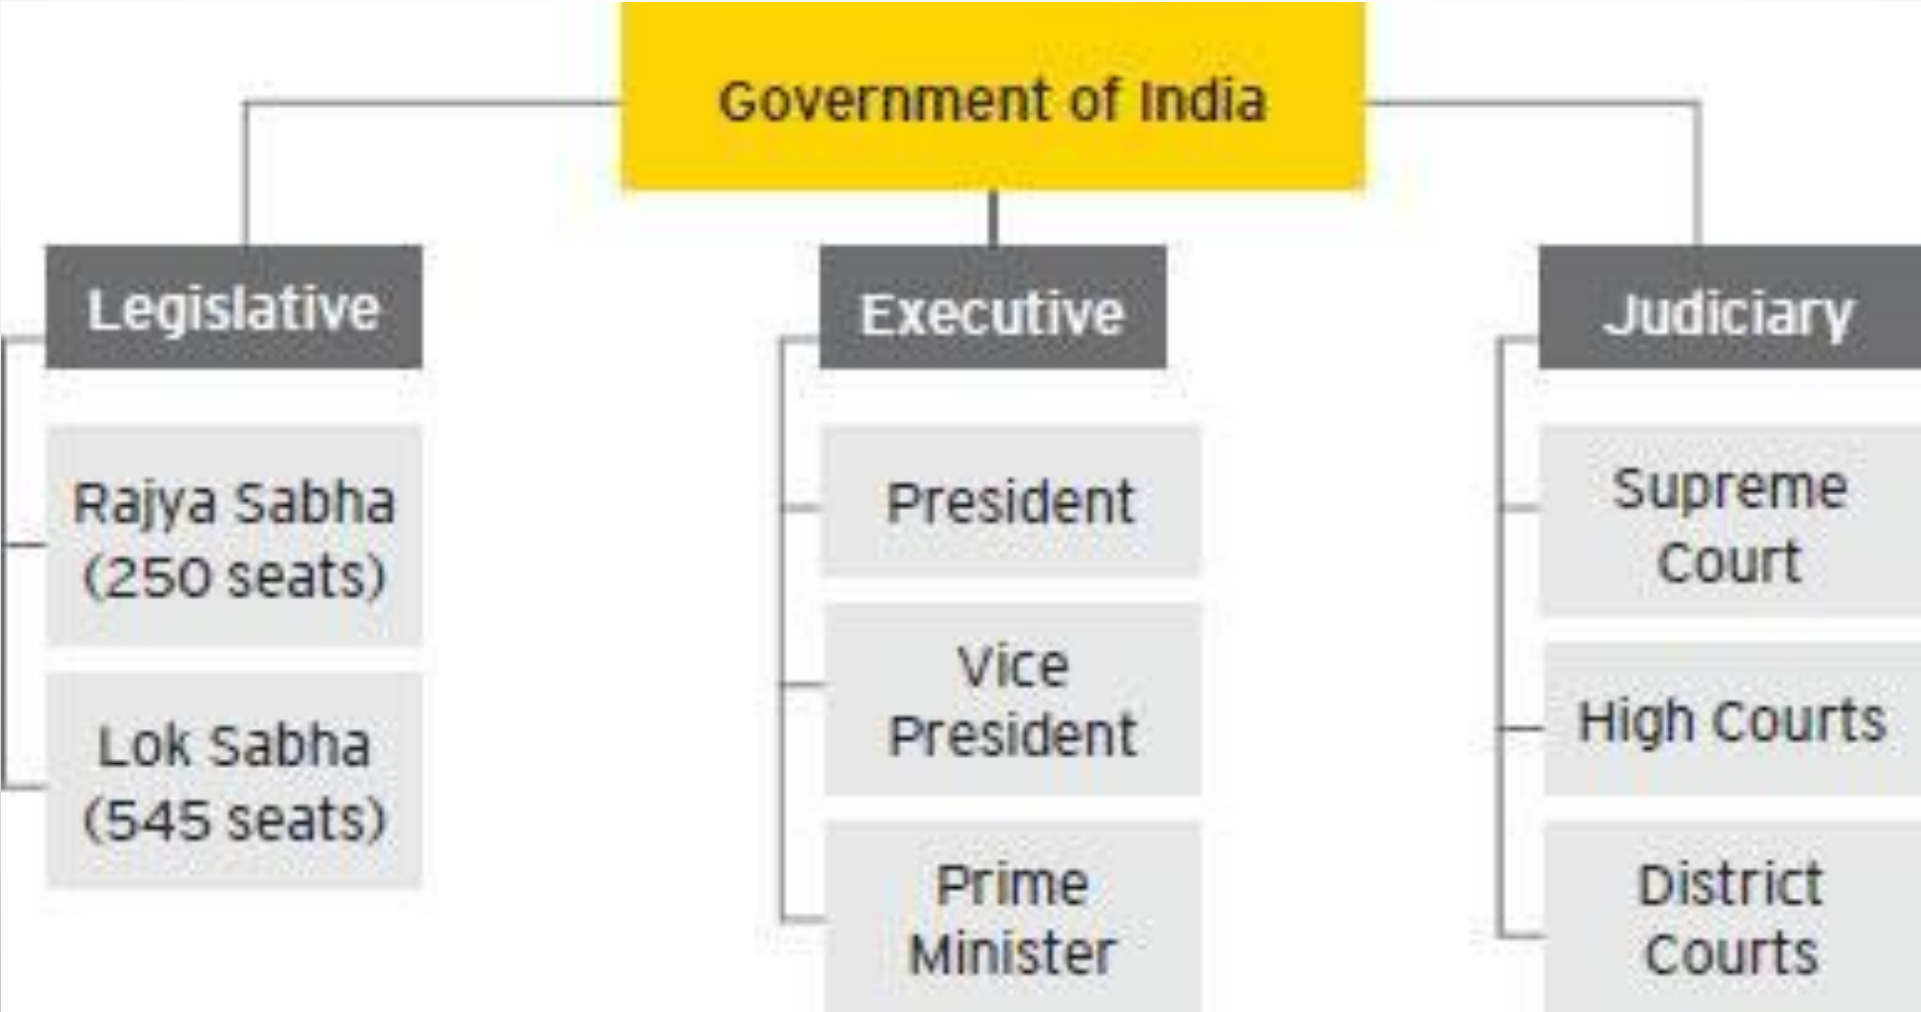 Government of India
Legislative
Rajya Sabha
(250 seats)
Lok Sabha
(545 seats)
Executive
President
Vice
President
Prime
Minister
Judiciary
Supreme
Court
High Courts
District
Courts